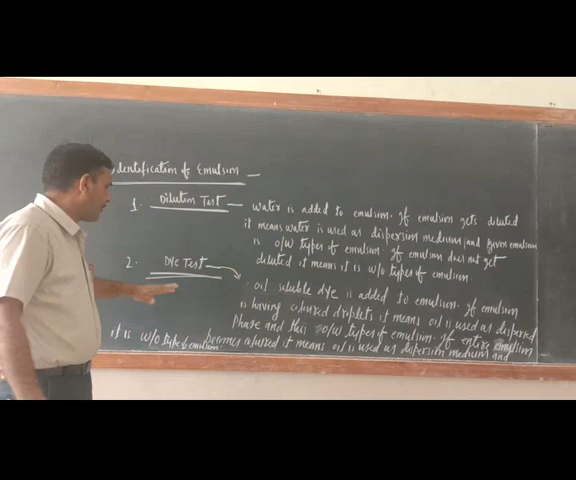 Identification of Emulsion —
1. Dilution Test — Water is added to emulsion. If emulsion gets diluted
it means water is used as dispersion medium and given emulsion
is O/W types of emulsion. If emulsion does not get
diluted it means it is W/O types of emulsion.
2. Dye Test
oil soluble dye is added to emulsion. If emulsion
is having coloured droplets it means oil is used as dispersed
Phase and this O/W types of emulsion. If entire emulsion
becomes coloured it means oil is used as dispersion medium and
it is W/O types of emulsion.